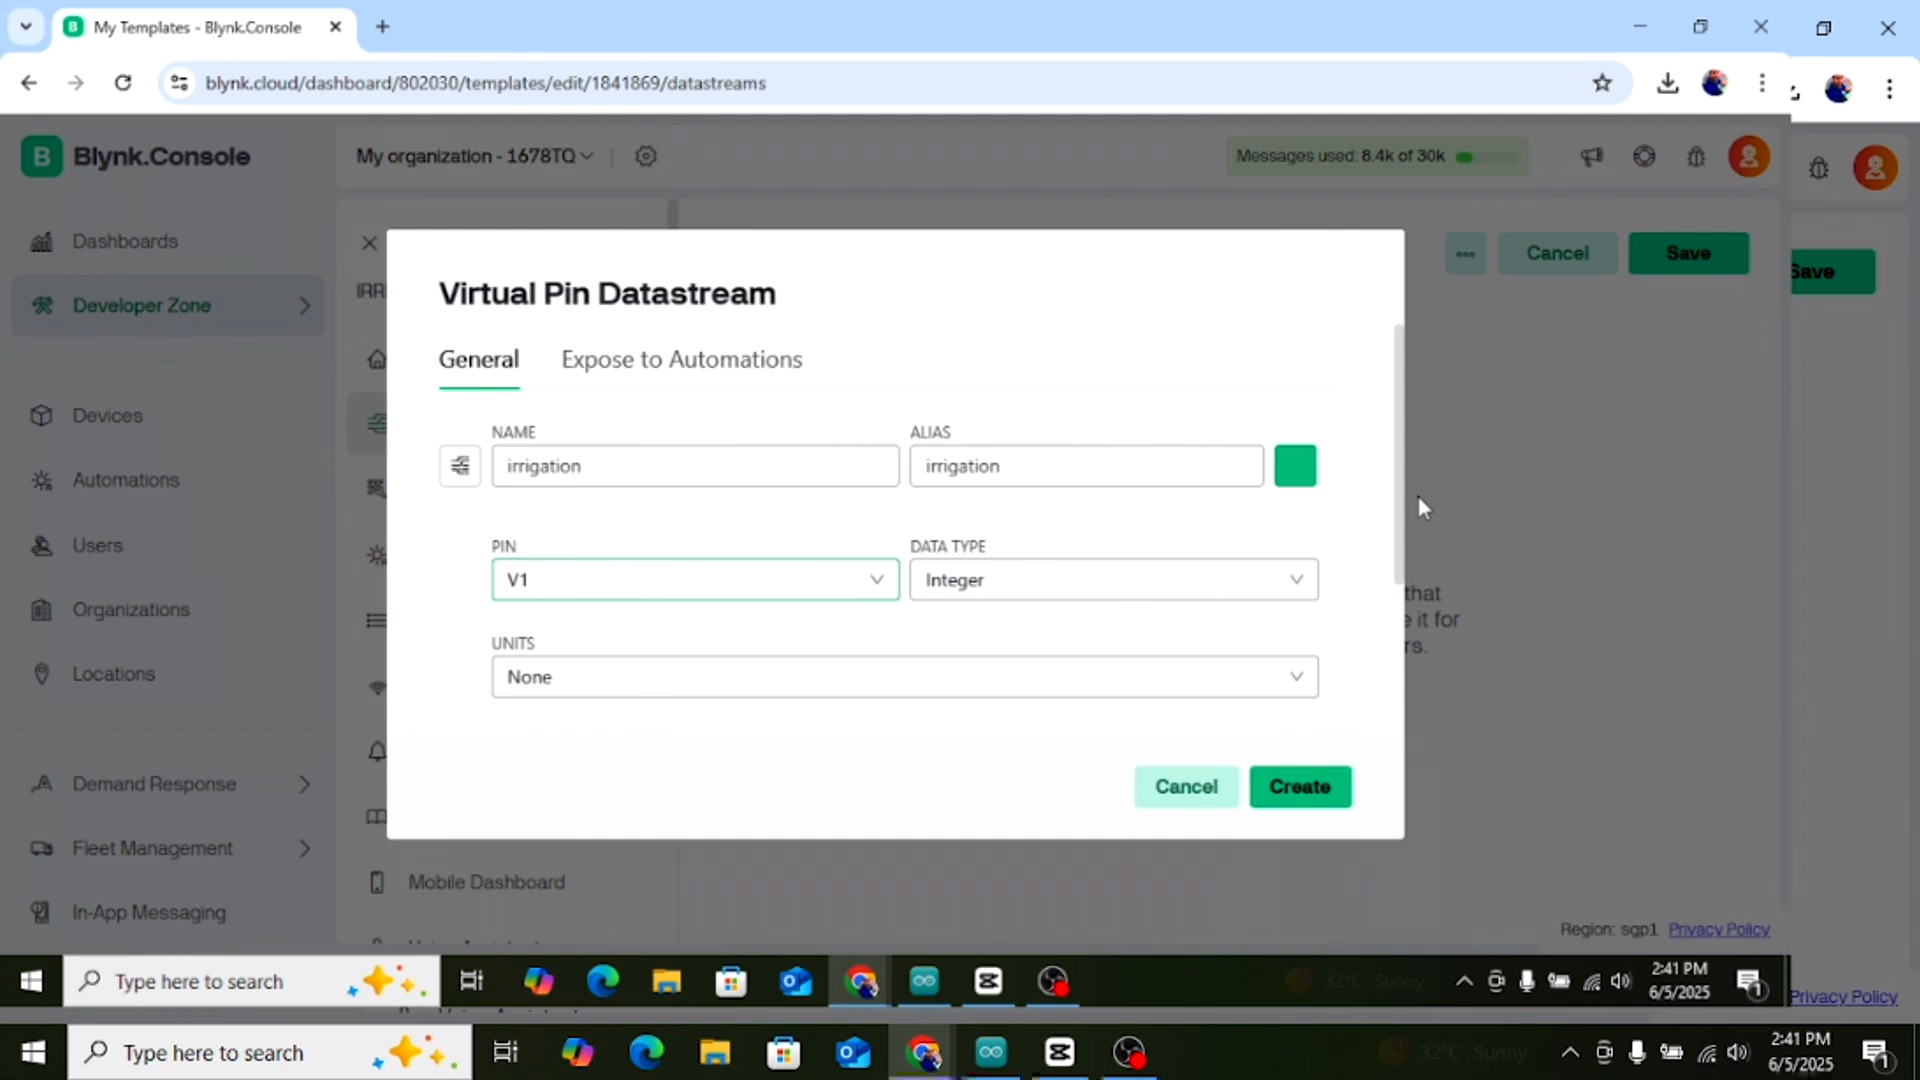 My Templates - Blynk.Console
blynk.cloud/dashboard/802030/templates/edit/1841869/datastreams
B Blynk.Console
My organization - 1678TQ
Messages used: 8.4k of 30k
Dashboards
Developer Zone
Devices
Automations
Users
Organizations
Locations
Demand Response
Fleet Management
In-App Messaging
IRR
Cancel
Save
Save
Virtual Pin Datastream
General
Expose to Automations
NAME
ALIAS
irrigation
irrigation
PIN
DATA TYPE
V1
Integer
UNITS
None
Cancel
Create
that
e it for
rs.
Mobile Dashboard
Region: sgp1 Privacy Policy
Type here to search
32°C Sunny
2:41 PM
6/5/2025
1
Privacy Policy
Type here to search
32°C Sunny
2:41 PM
6/5/2025
1